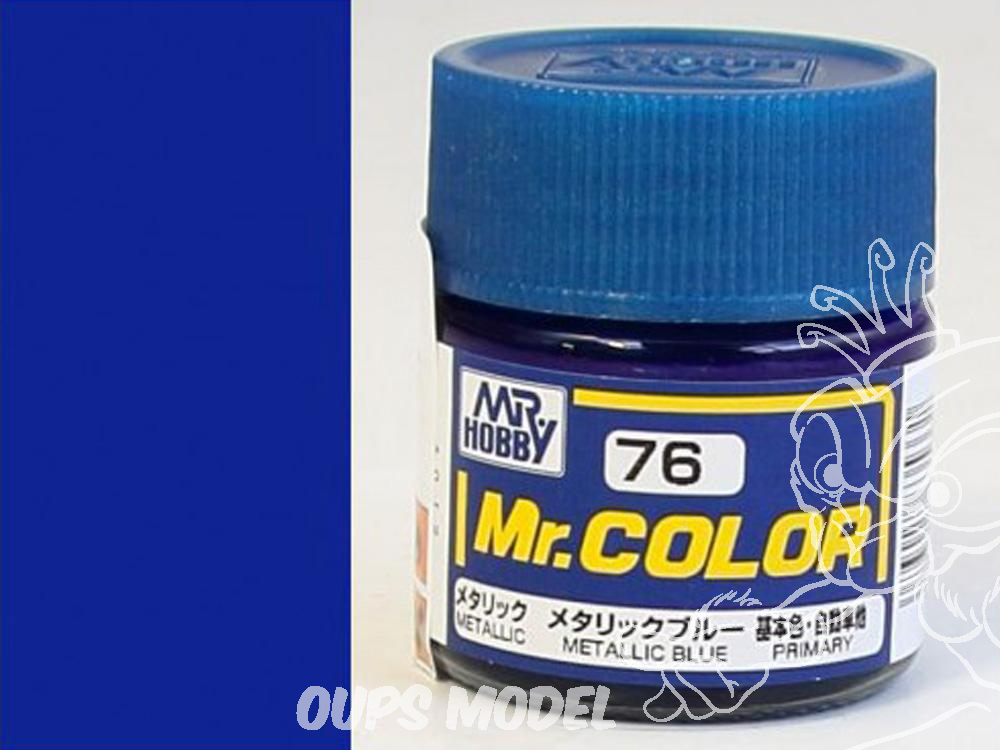 MR.
HOBBY
76
Mr.COLOR
メタリック
METALLIC
メタリックブルー
METALLIC BLUE
基本色・自動車他
PRIMARY
OUPS MODEL